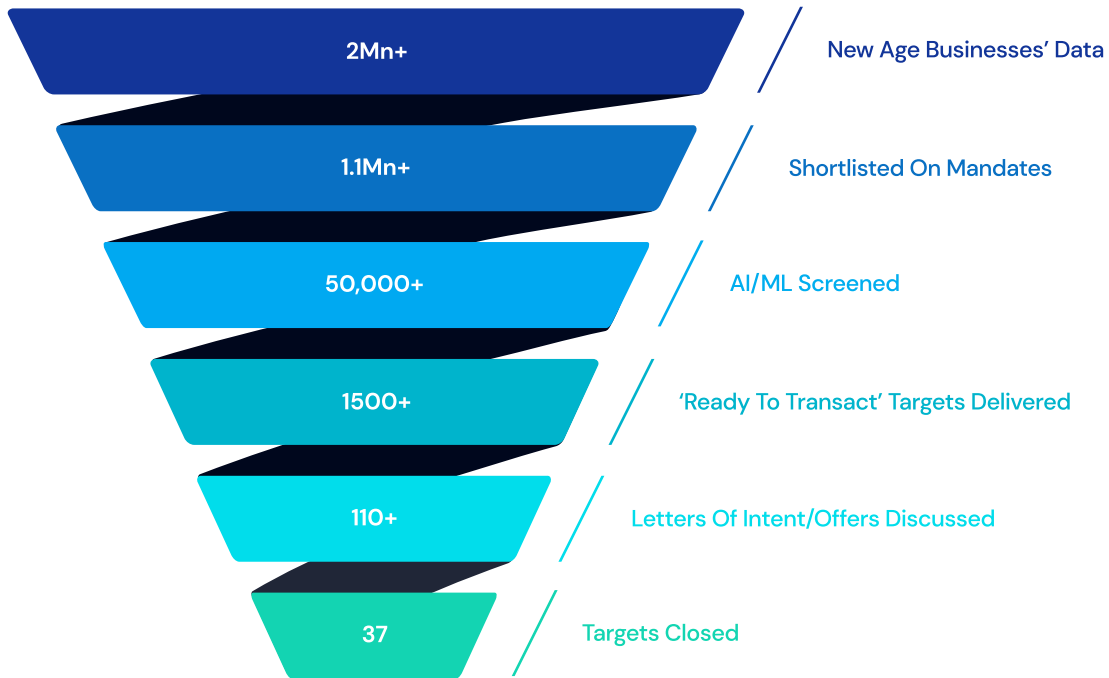 2Mn+
New Age Businesses’ Data
1.1Mn+
Shortlisted On Mandates
50,000+
AI/ML Screened
1500+
‘Ready To Transact’ Targets Delivered
110+
Letters Of Intent/Offers Discussed
37
Targets Closed